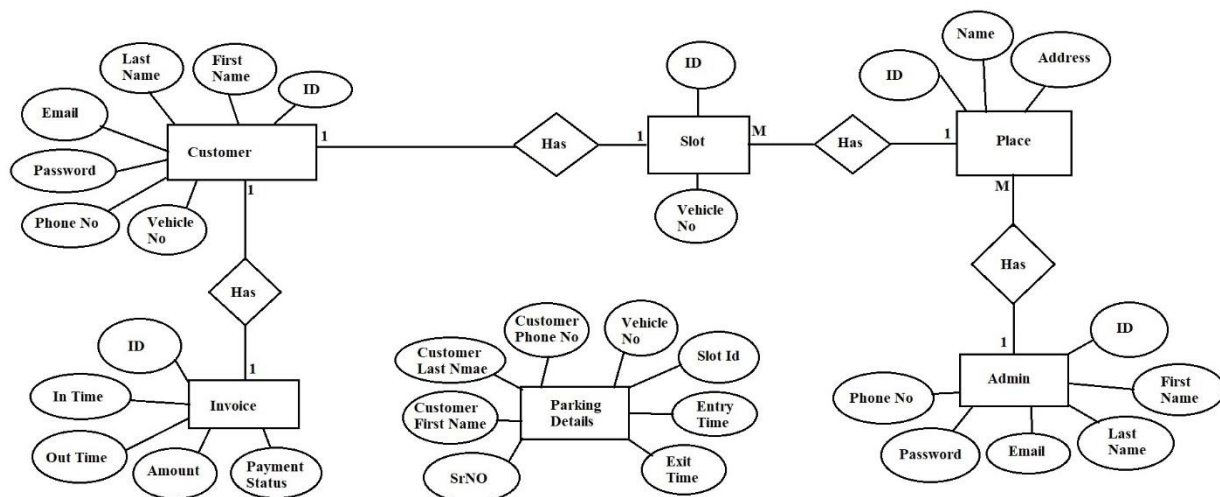 Last
Name
First
Name
ID
Email
Password
Phone No
Vehicle
No
Customer
1
1
Has
1
ID
Slot
Vehicle
No
M
Has
1
ID
Name
Address
Place
M
Has
1
Has
1
ID
In Time
Out Time
Amount
Payment
Status
Invoice
Customer
Phone No
Vehicle
No
Customer
Last Nmae
Slot Id
Customer
First Name
Parking
Details
Entry
Time
SrNO
Exit
Time
ID
Admin
Phone No
First
Name
Password
Email
Last
Name